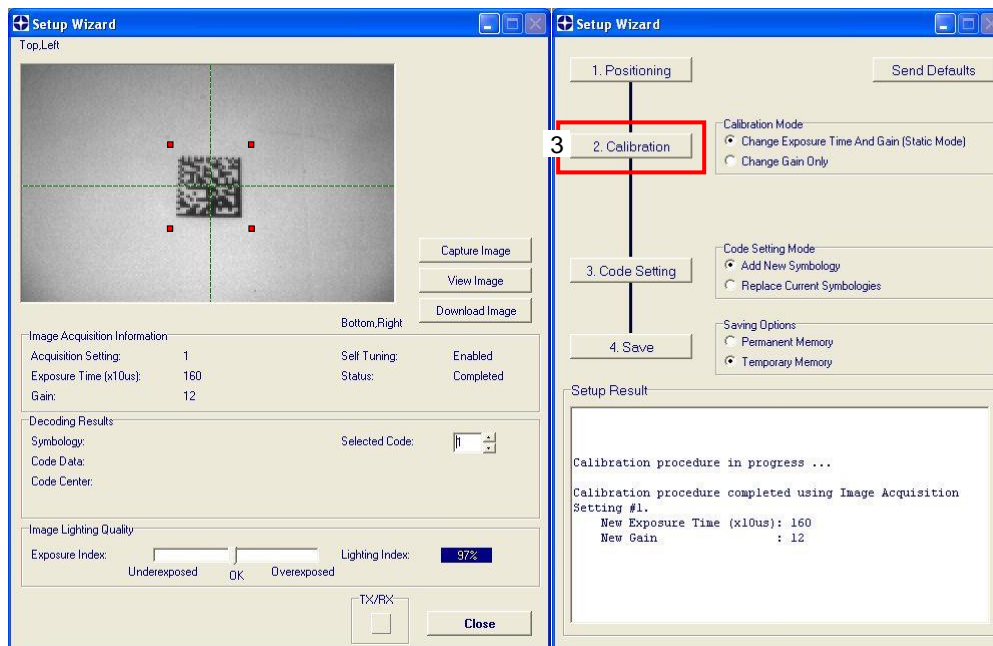 Setup Wizard
Top,Left
Capture Image
View Image
Download Image
Bottom,Right
Image Acquisition Information
Acquisition Setting: 1 Self Tuning: Enabled
Exposure Time (x10us): 160 Status: Completed
Gain: 12
Decoding Results
Symbology: Selected Code: 1
Code Data:
Code Center:
Image Lighting Quality
Exposure Index: Lighting Index: 97%
Underexposed OK Overexposed
TX/RX
Close
Setup Wizard
1. Positioning Send Defaults
3
2. Calibration
Calibration Mode
Change Exposure Time And Gain (Static Mode)
Change Gain Only
3. Code Setting
Code Setting Mode
Add New Symbology
Replace Current Symbologies
4. Save
Saving Options
Permanent Memory
Temporary Memory
Setup Result
Calibration procedure in progress ...
Calibration procedure completed using Image Acquisition
Setting #1.
New Exposure Time (x10us): 160
New Gain : 12